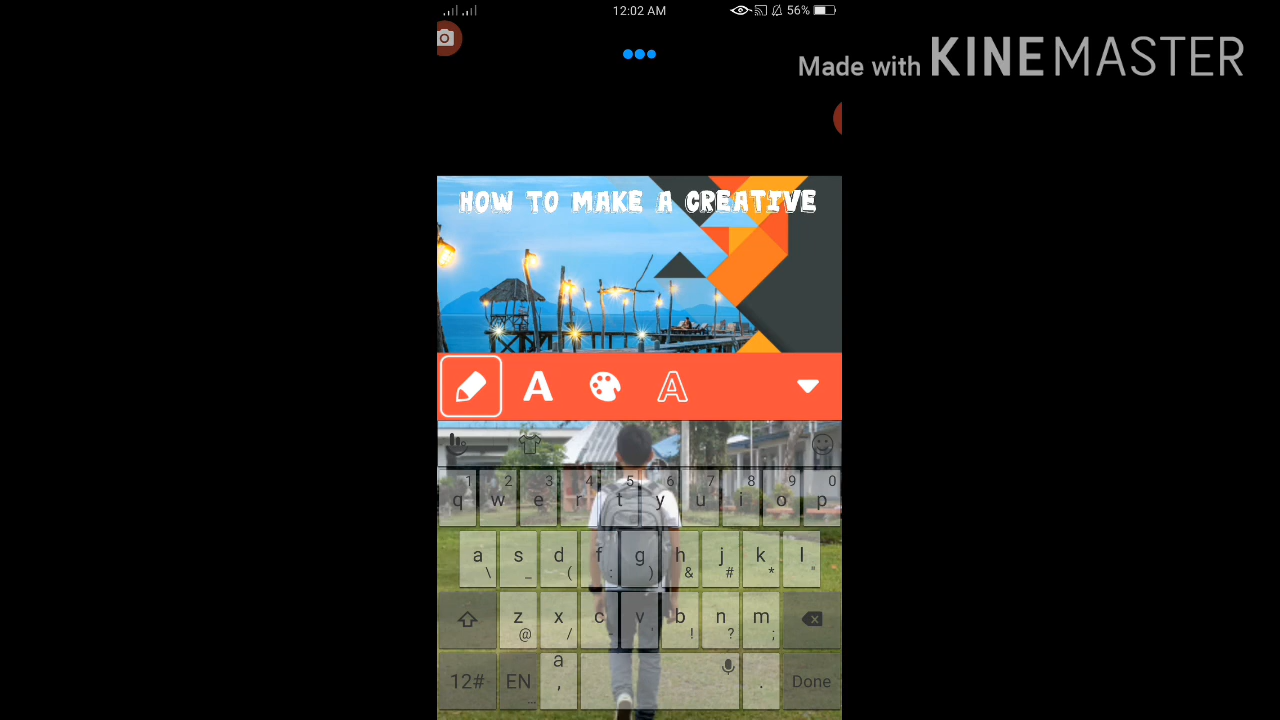 12:02 AM
56%
Made with KINEMASTER
HOW TO MAKE A CREATIVE
A A
1 2 3 4 5 6 7 8 9 0
q w e r t y u i o p
a s d f g h j k l
\ _ ( : ) & # * "
z x c v b n m
@ / - ' ! ? ;
12# EN a , . Done